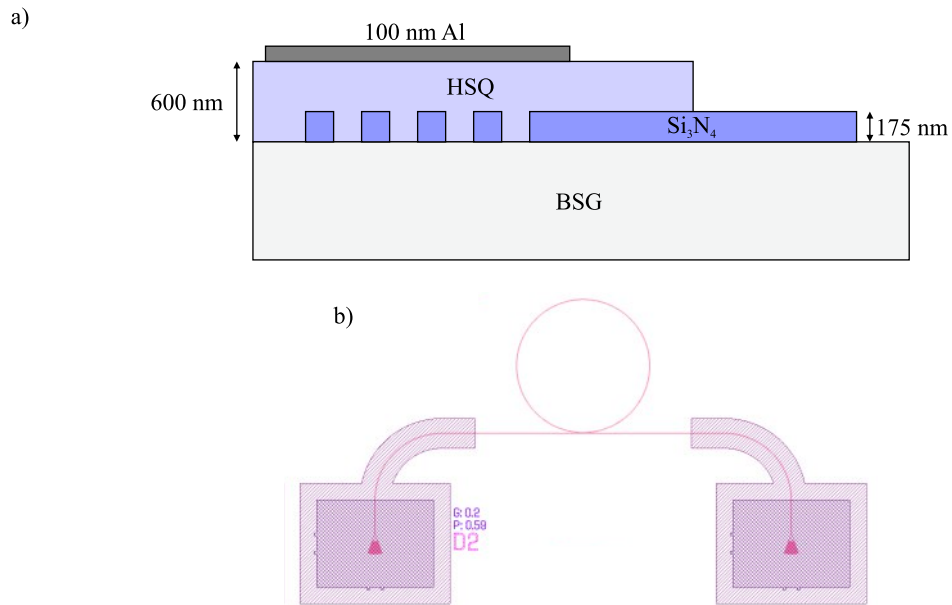 a)
100 nm Al
600 nm
HSQ
Si₃N₄
175 nm
BSG
b)
G: 0.2
P: 0.59
D2